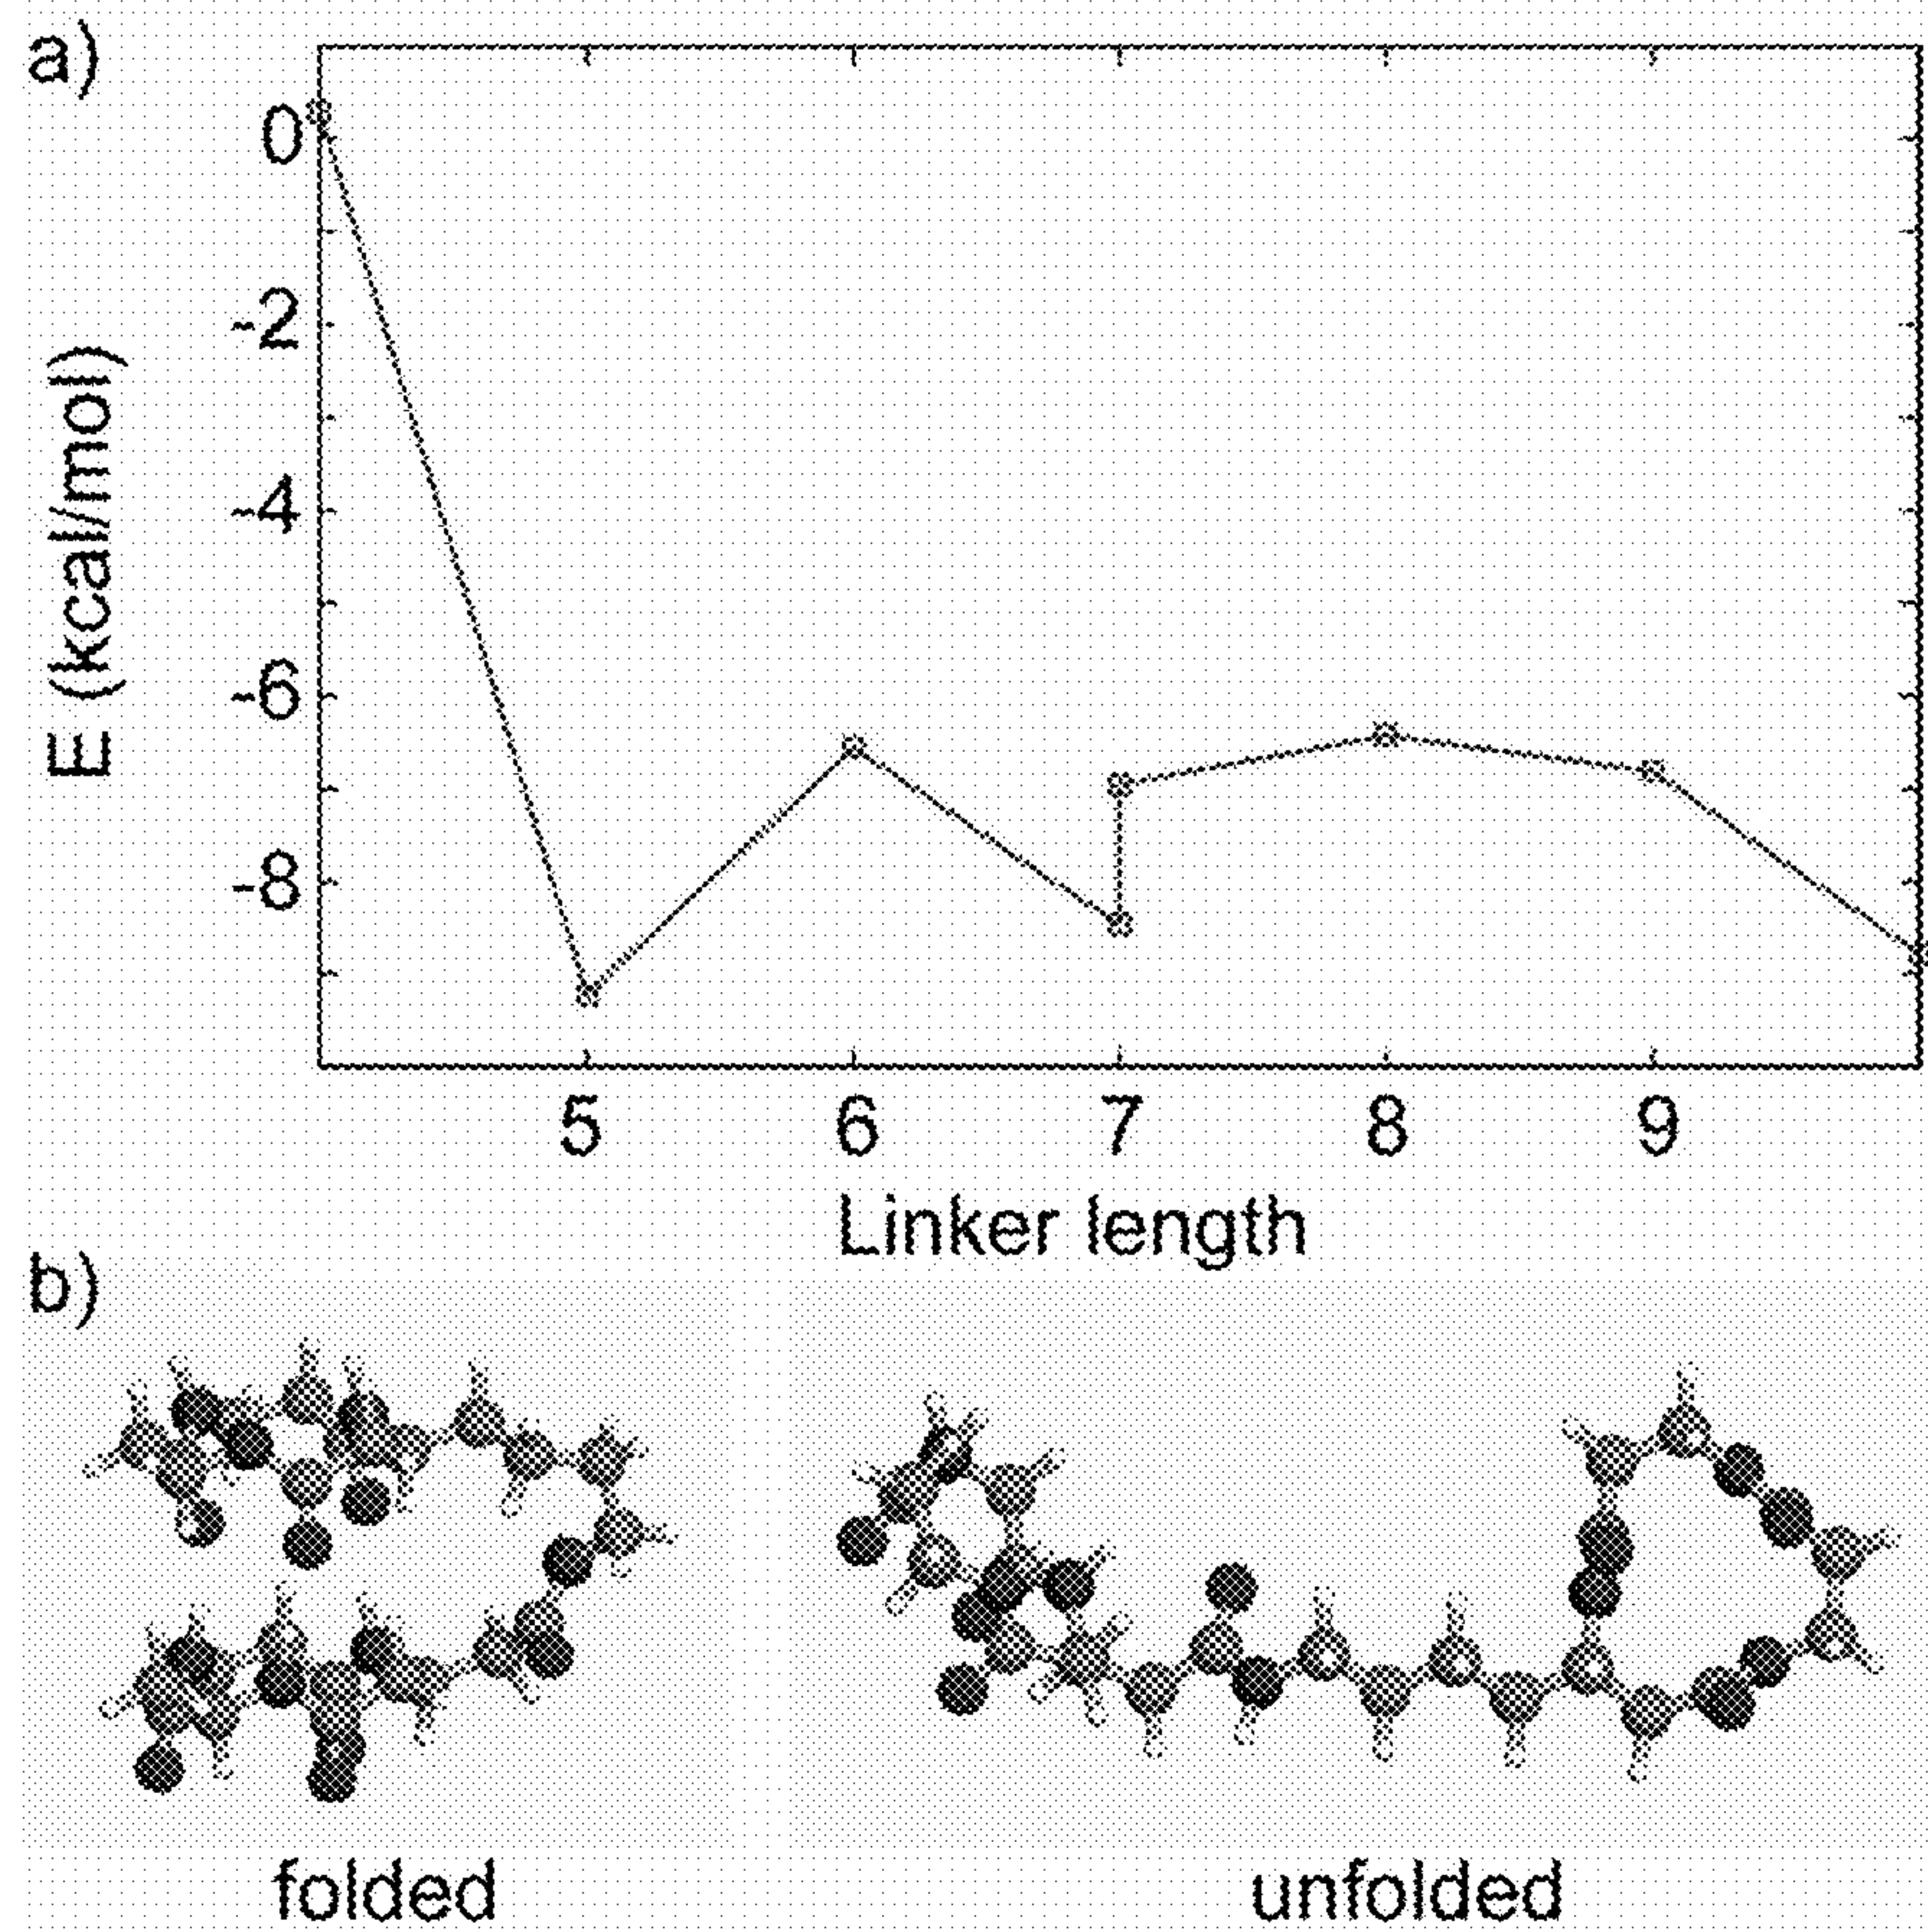 a)
0
-2
-4
-6
-8
E (kcal/mol)
5 6 7 8 9
Linker length
b)
folded unfolded